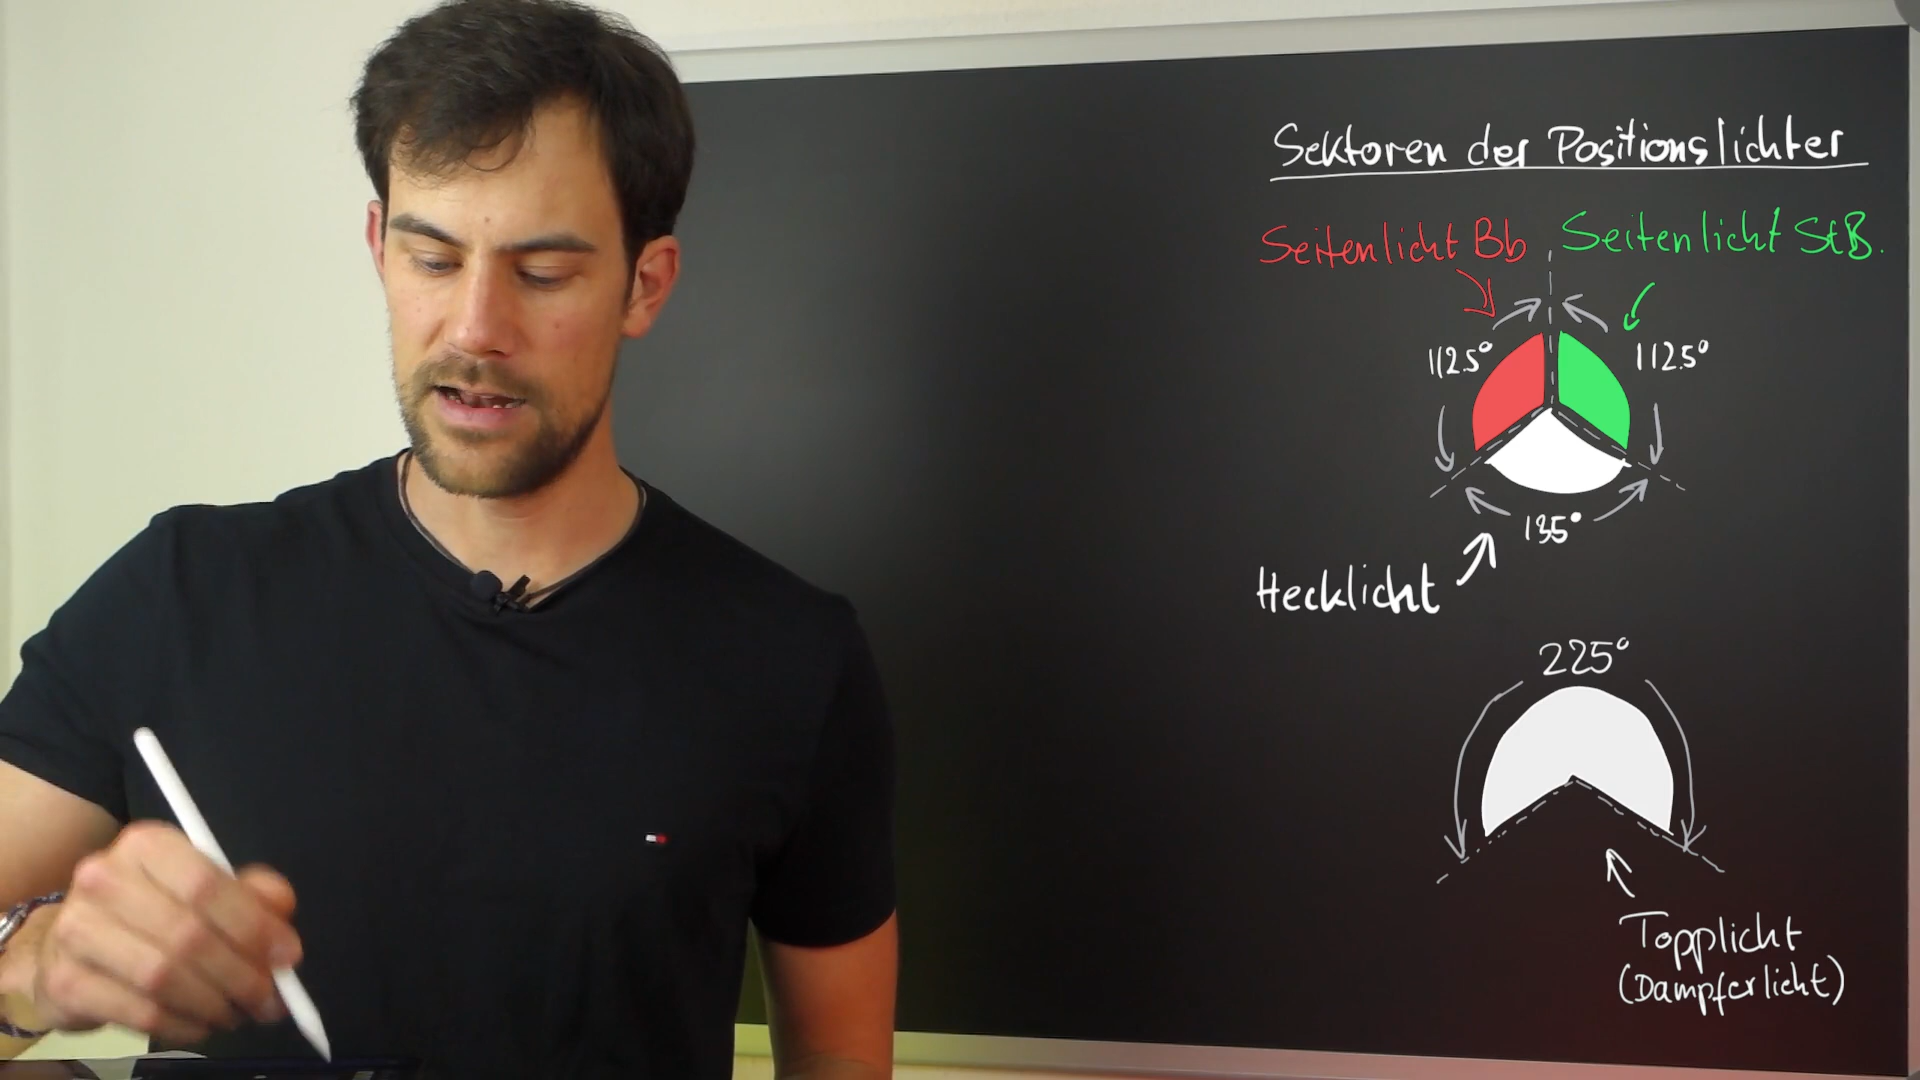 Sektoren der Positionslichter
Seitenlicht Bb
Seitenlicht StB.
112.5°
112.5°
135°
Hecklicht
225°
Topplicht
(Dampferlicht)